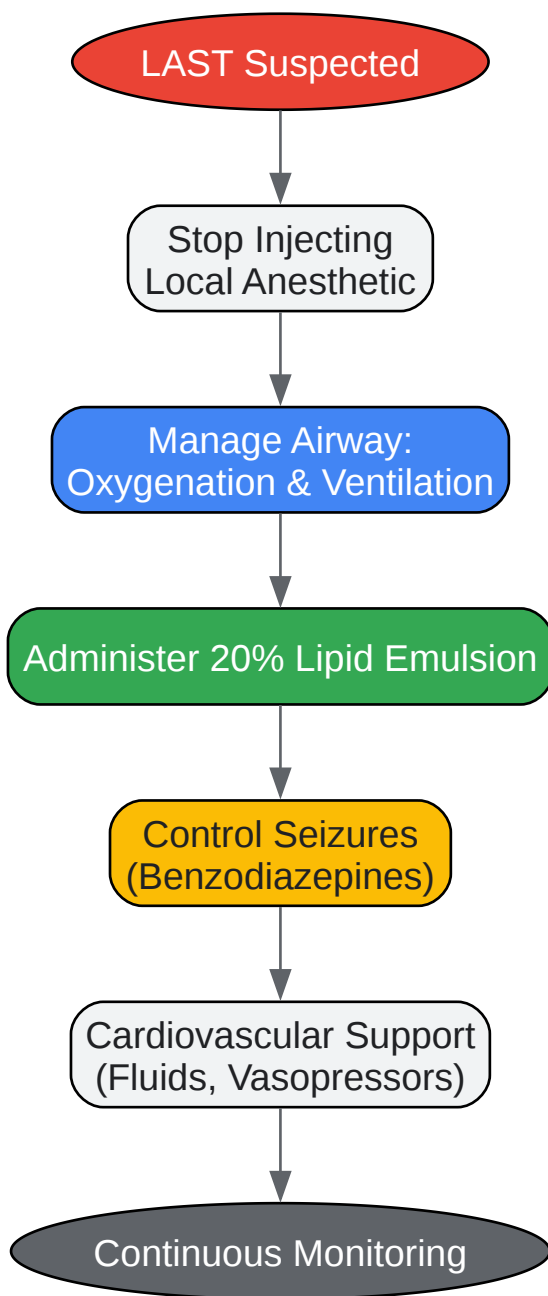 LAST Suspected
Stop Injecting
Local Anesthetic
Manage Airway:
Oxygenation & Ventilation
Administer 20% Lipid Emulsion
Control Seizures
(Benzodiazepines)
Cardiovascular Support
(Fluids, Vasopressors)
Continuous Monitoring